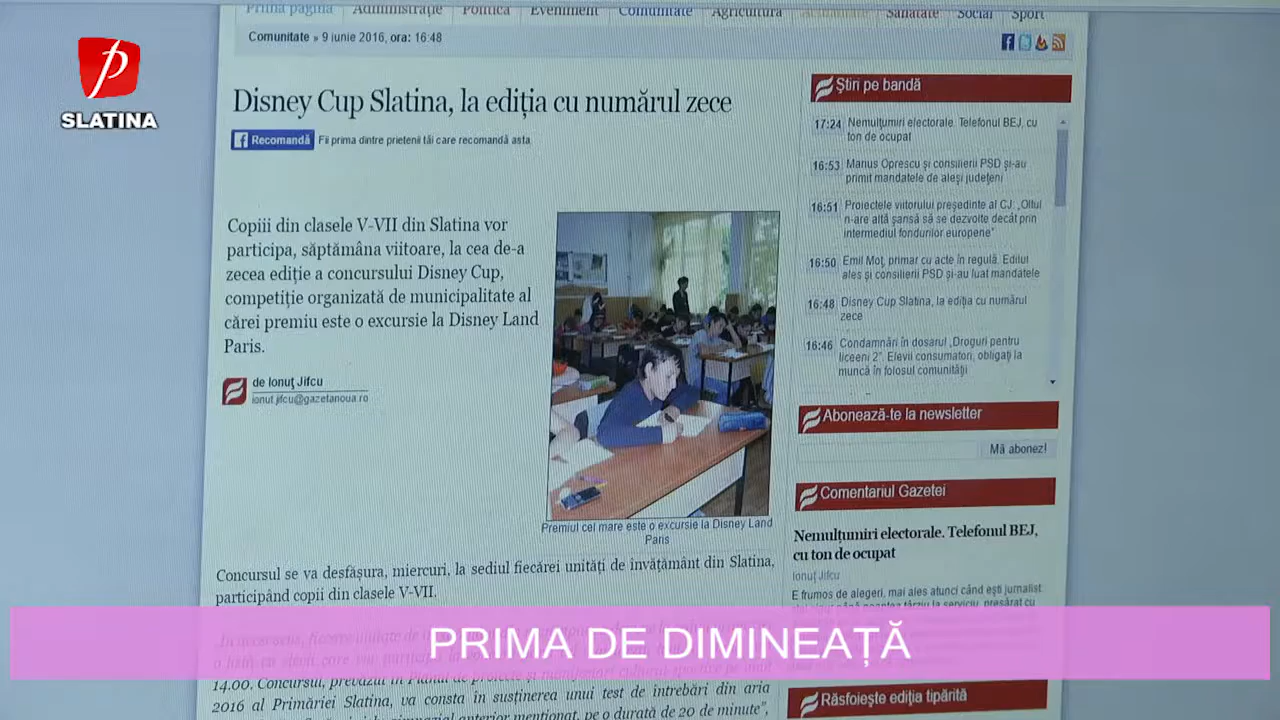 Prima pagină Administrație Politică Eveniment Comunitate Agricultura Actualitate Sănătate Social Sport
Comunitate » 9 iunie 2016, ora: 16:48
SLATINA
Disney Cup Slatina, la ediția cu numărul zece
Recomandă Fii prima dintre prietenii tăi care recomandă asta.
Copiii din clasele V-VII din Slatina vor
participa, săptămâna viitoare, la cea de-a
zecea ediție a concursului Disney Cup,
competiție organizată de municipalitate al
cărei premiu este o excursie la Disney Land
Paris.
de Ionuț Jifcu
ionut.jifcu@gazetanoua.ro
Premiul cel mare este o excursie la Disney Land
Paris
Concursul se va desfășura, miercuri, la sediul fiecărei unități de învățământ din Slatina,
participând copii din clasele V-VII.
14.00. Concursul, prevăzut în Planul de proiecte și manifestări cultural-sportive pe anul
2016 al Primăriei Slatina, va consta în susținerea unui test de întrebări din aria
anterior menționat, pe o durată de 20 de minute",
Știri pe bandă
17:24 Nemulțumiri electorale. Telefonul BEJ, cu
ton de ocupat
16:53 Marius Oprescu și consilierii PSD și-au
primit mandatele de aleși județeni
16:51 Proiectele viitorului președinte al CJ: „Oltul
n-are altă șansă să se dezvolte decât prin
intermediul fondurilor europene"
16:50 Emil Moț, primar cu acte în regulă. Edilul
ales și consilierii PSD și-au luat mandatele
16:48 Disney Cup Slatina, la ediția cu numărul
zece
16:46 Condamnări în dosarul „Droguri pentru
liceeni 2". Elevii consumatori, obligați la
muncă în folosul comunității
Abonează-te la newsletter
Mă abonez!
Comentariul Gazetei
Nemulțumiri electorale. Telefonul BEJ,
cu ton de ocupat
Ionuț Jifcu
E frumos de alegeri, mai ales atunci când ești jurnalist
Răsfoiește ediția tipărită
PRIMA DE DIMINEAȚĂ